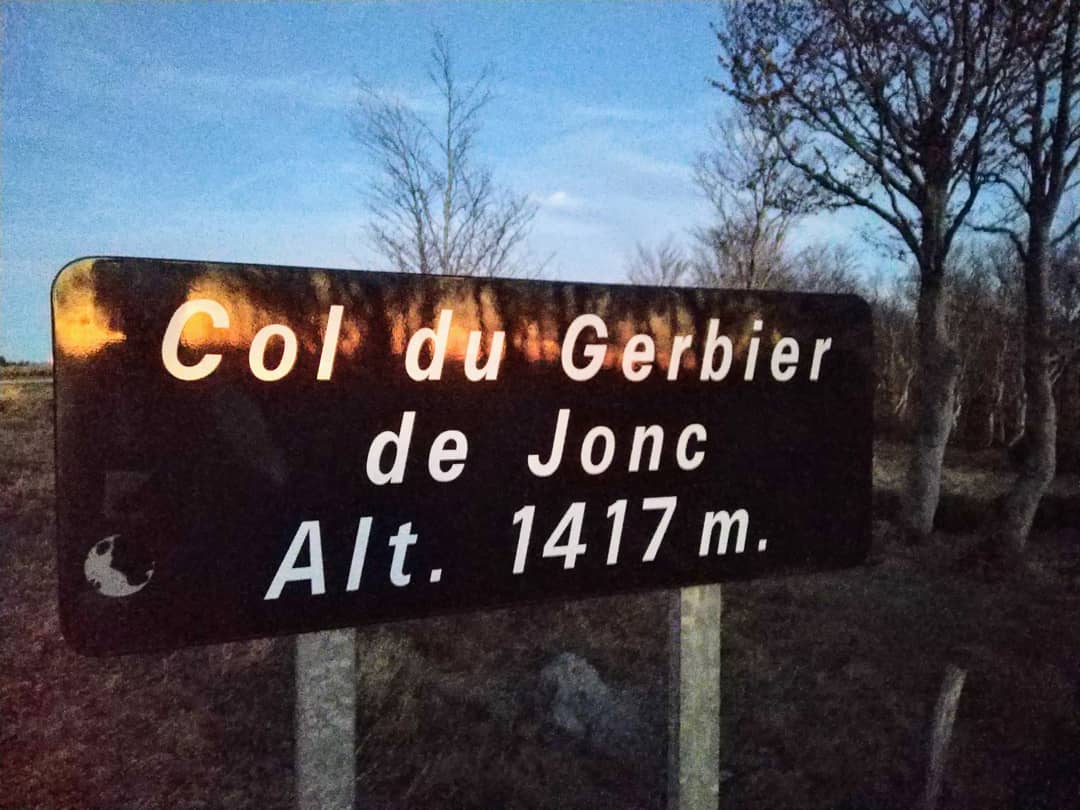 Col du Gerbier
de Jonc
Alt. 1417 m.